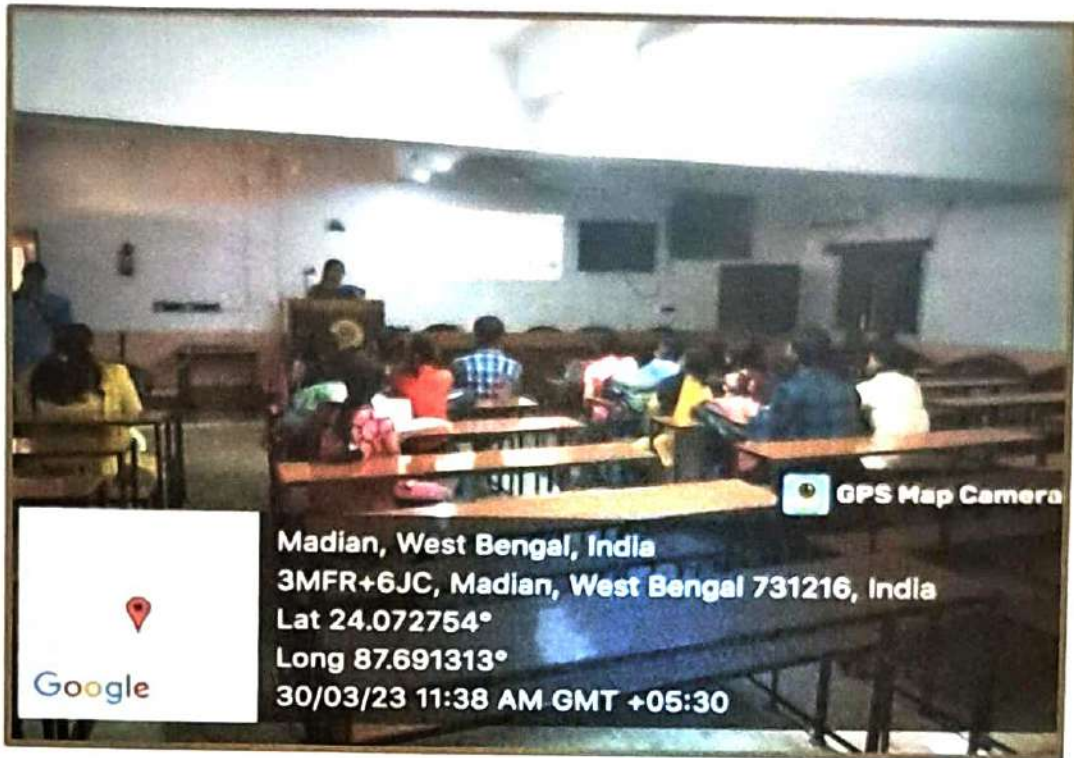 GPS Map Camera
Madian, West Bengal, India
3MFR+6JC, Madian, West Bengal 731216, India
Lat 24.072754°
Long 87.691313°
30/03/23 11:38 AM GMT +05:30
Google